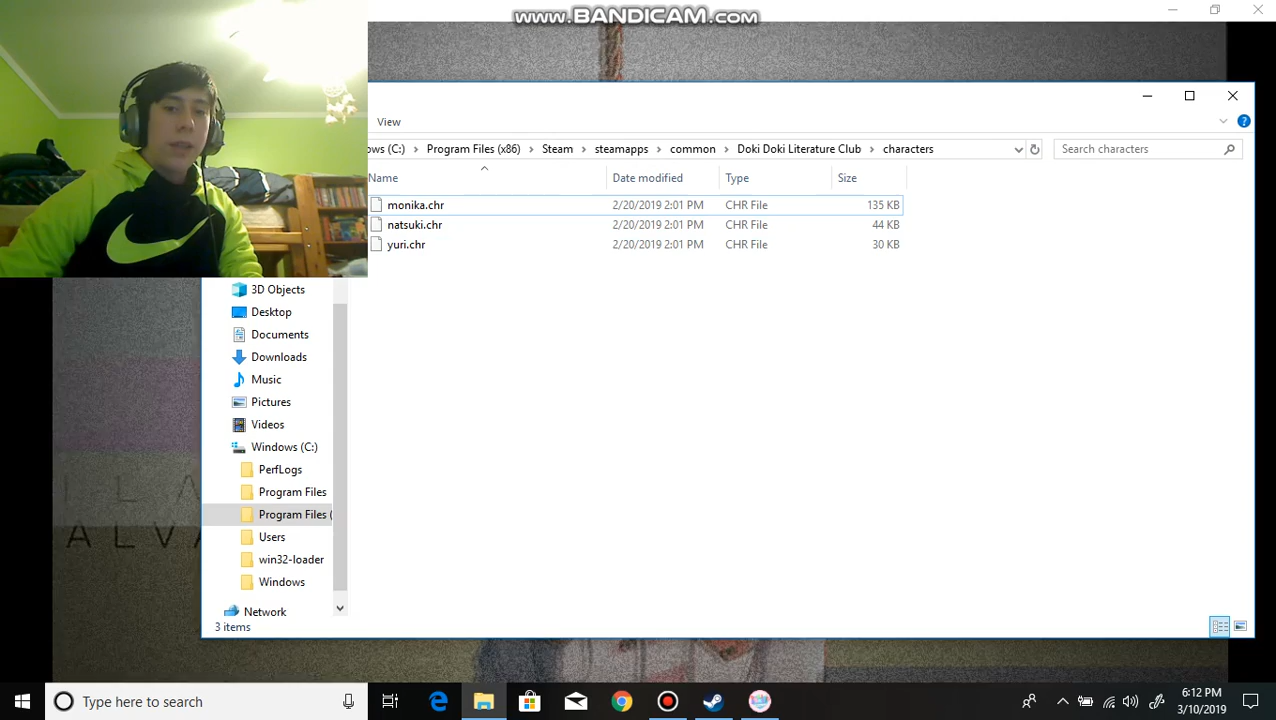 www.BANDICAM.com
View
ows (C:) Program Files (x86) Steam steamapps common Doki Doki Literature Club characters Search characters
Name Date modified Type Size
monika.chr 2/20/2019 2:01 PM CHR File 135 KB
natsuki.chr 2/20/2019 2:01 PM CHR File 44 KB
yuri.chr 2/20/2019 2:01 PM CHR File 30 KB
3D Objects
Desktop
Documents
Downloads
Music
Pictures
Videos
Windows (C:)
PerfLogs
Program Files
Program Files (
Users
win32-loader
Windows
Network
3 items
ALVA
Type here to search
6:12 PM
3/10/2019